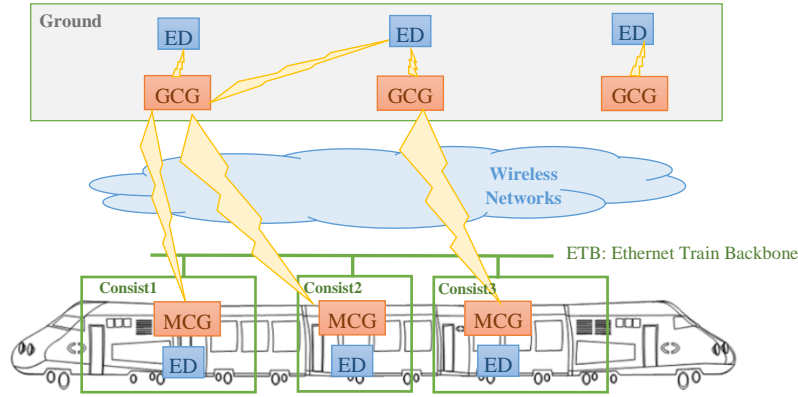 Ground
ED
ED
ED
GCG
GCG
GCG
Wireless
Networks
ETB: Ethernet Train Backbone
Consist1
Consist2
Consist3
MCG
MCG
MCG
ED
ED
ED